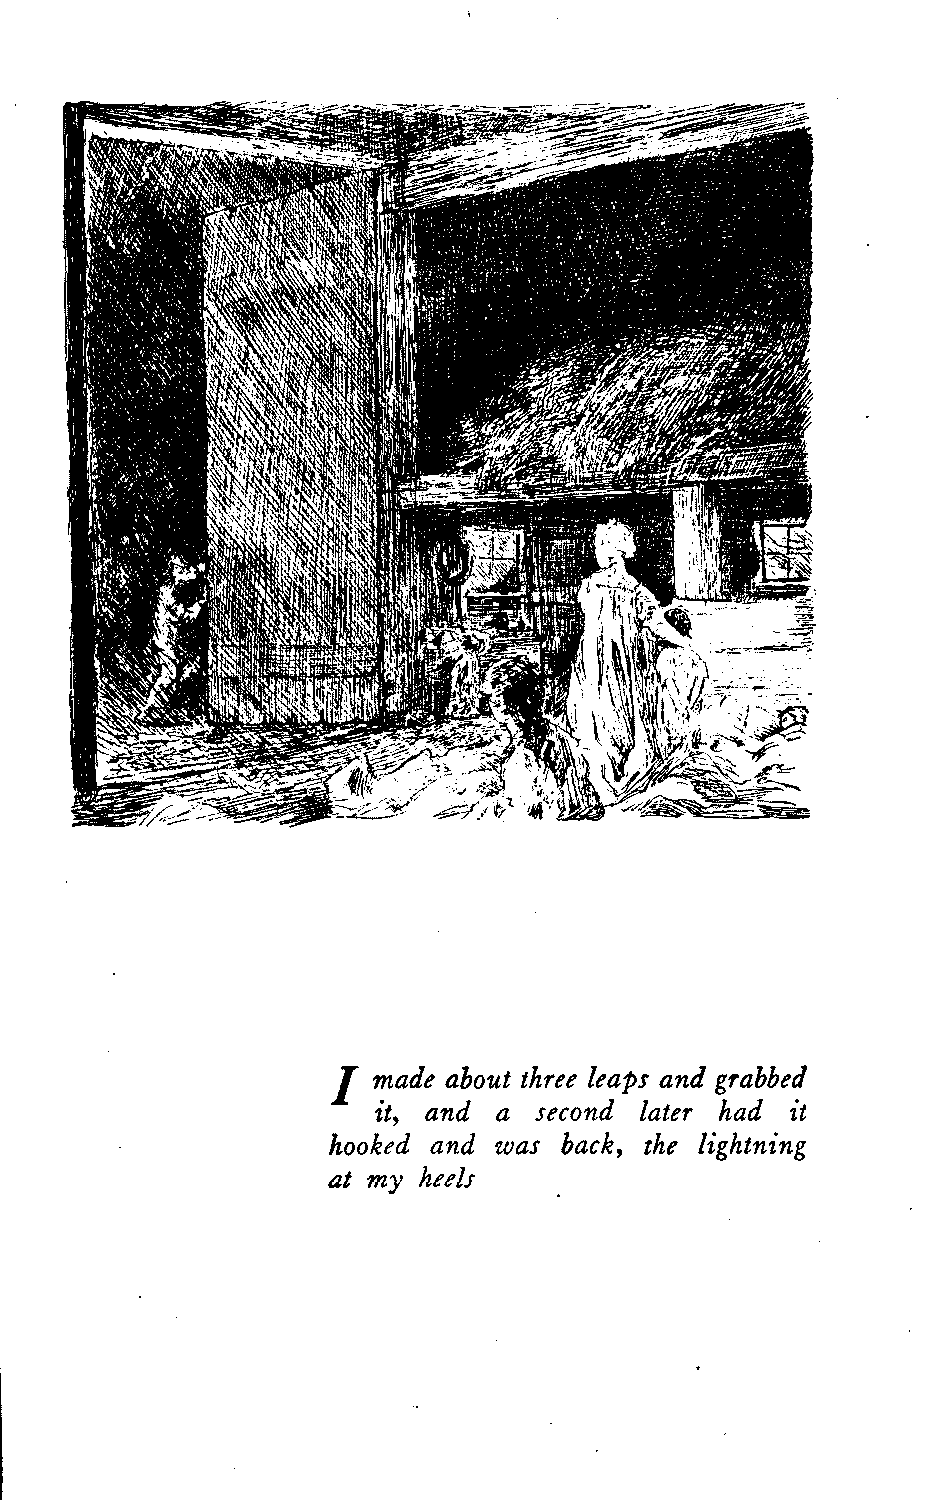 I made about three leaps and grabbed
it, and a second later had it
hooked and was back, the lightning
at my heels